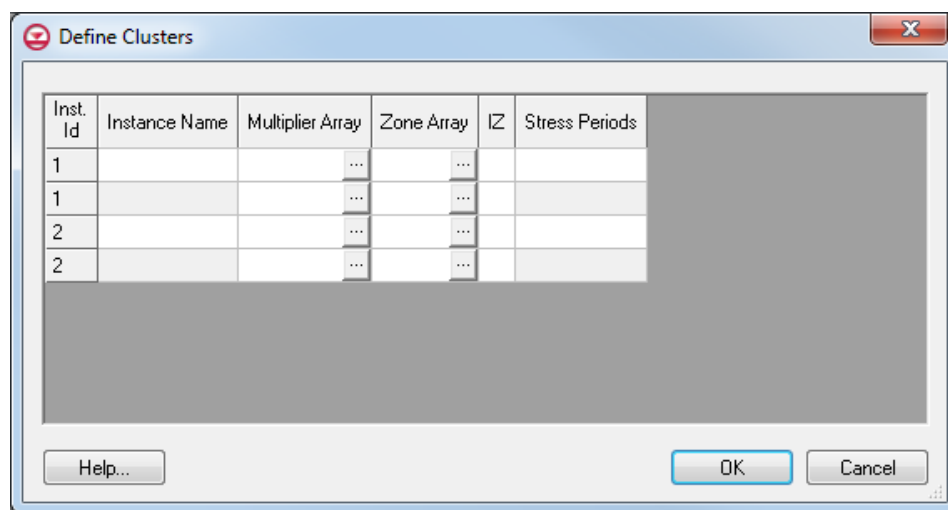 Define Clusters
Inst. Id Instance Name Multiplier Array Zone Array IZ Stress Periods
1 ... ...
1 ... ...
2 ... ...
2 ... ...
Help... OK Cancel